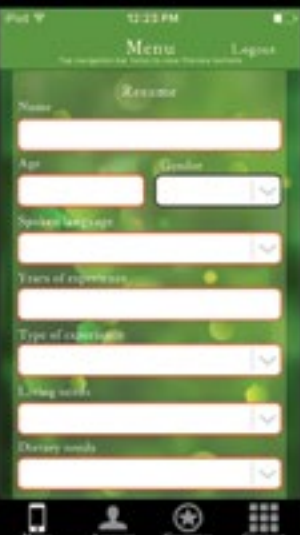 iPod 12:23 PM
Menu Logout
Resume
Name
Age Gender
Spoken language
Years of experience
Type of experience
Living needs
Dietary needs